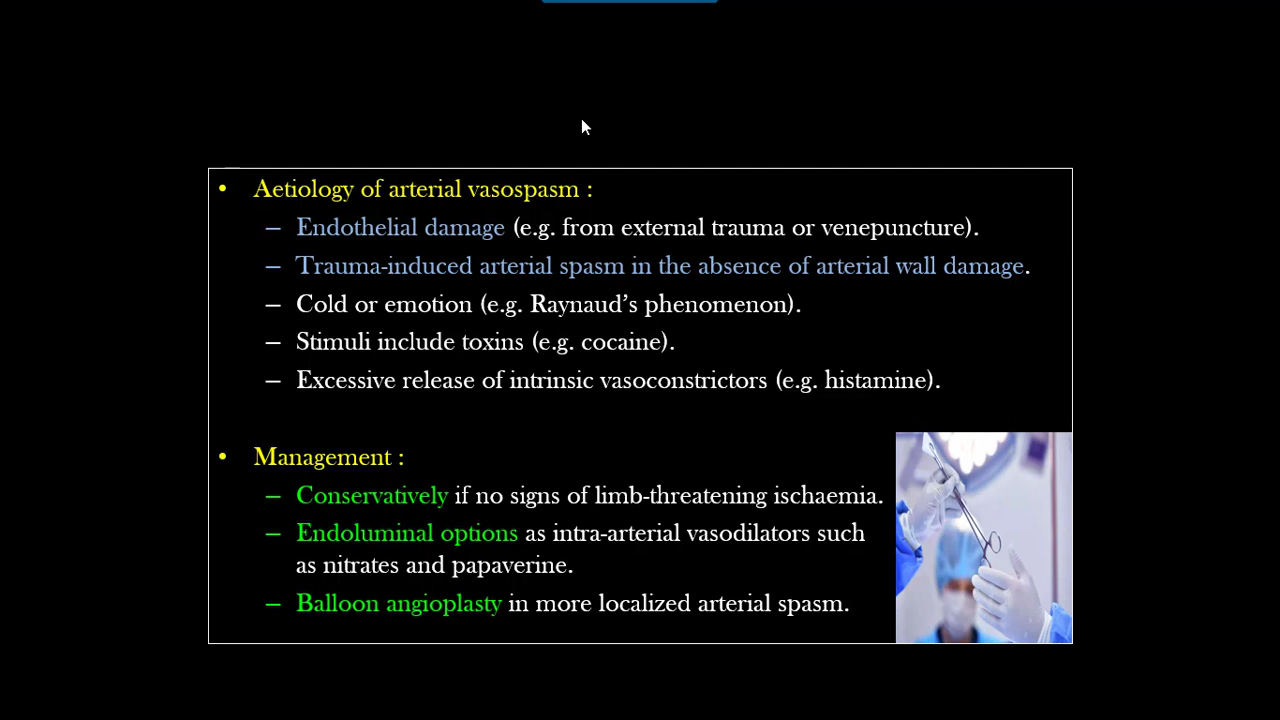 • Aetiology of arterial vasospasm :
– Endothelial damage (e.g. from external trauma or venepuncture).
– Trauma-induced arterial spasm in the absence of arterial wall damage.
– Cold or emotion (e.g. Raynaud’s phenomenon).
– Stimuli include toxins (e.g. cocaine).
– Excessive release of intrinsic vasoconstrictors (e.g. histamine).
• Management :
– Conservatively if no signs of limb-threatening ischaemia.
– Endoluminal options as intra-arterial vasodilators such
as nitrates and papaverine.
– Balloon angioplasty in more localized arterial spasm.